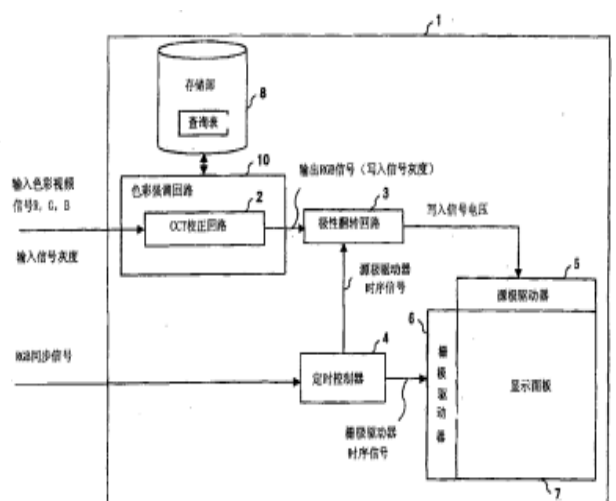 1
存储部
8
查询表
输入色彩视频
信号R, G, B
10
色彩强调回路
输出RGB信号（写入信号灰度）
2
3
CCT校正回路
极性翻转回路
写入信号电压
输入信号灰度
源极驱动器
时序信号
5
源极驱动器
6
RGB同步信号
4
定时控制器
栅极驱动器
显示面板
栅极驱动器
时序信号
7